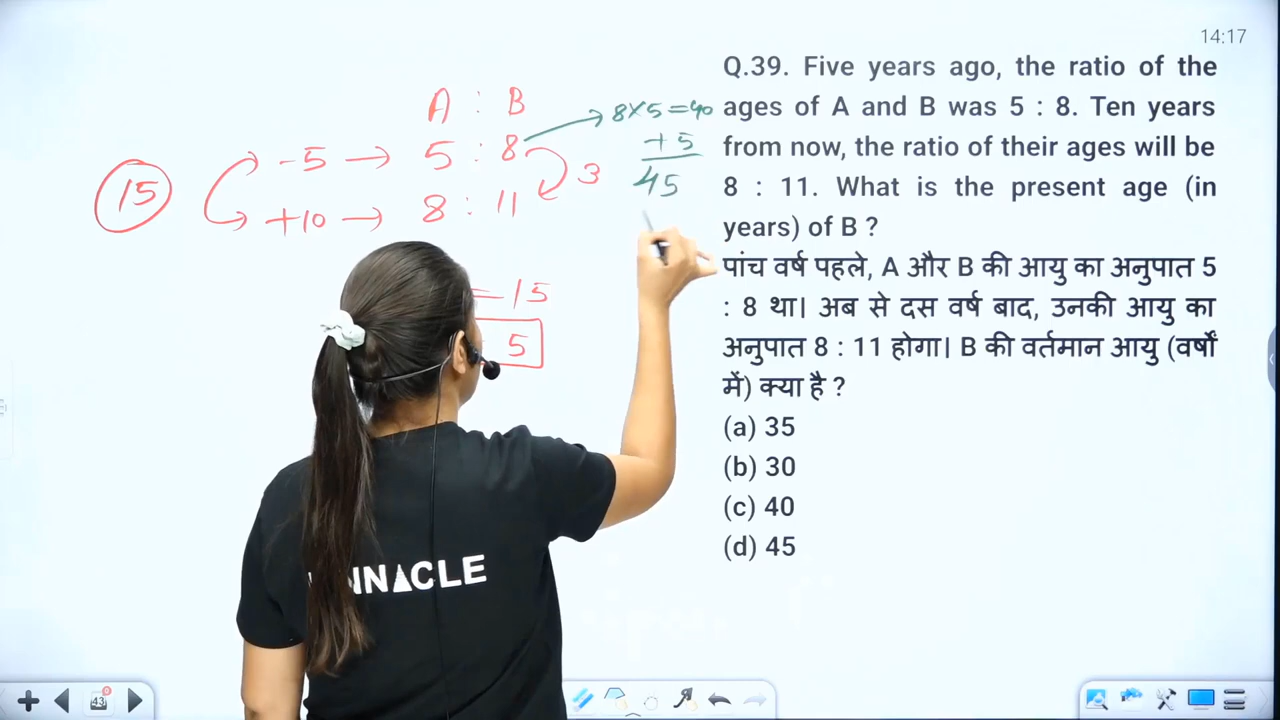 14:17
Q.39. Five years ago, the ratio of the
ages of A and B was 5 : 8. Ten years
from now, the ratio of their ages will be
8 : 11. What is the present age (in
years) of B ?
पांच वर्ष पहले, A और B की आयु का अनुपात 5
: 8 था। अब से दस वर्ष बाद, उनकी आयु का
अनुपात 8 : 11 होगा। B की वर्तमान आयु (वर्षों
में) क्या है ?
(a) 35
(b) 30
(c) 40
(d) 45
A : B
-5 → 5 : 8
+10 → 8 : 11
15
3
8×5=40
+5
45
=15
5
NNACLE
43